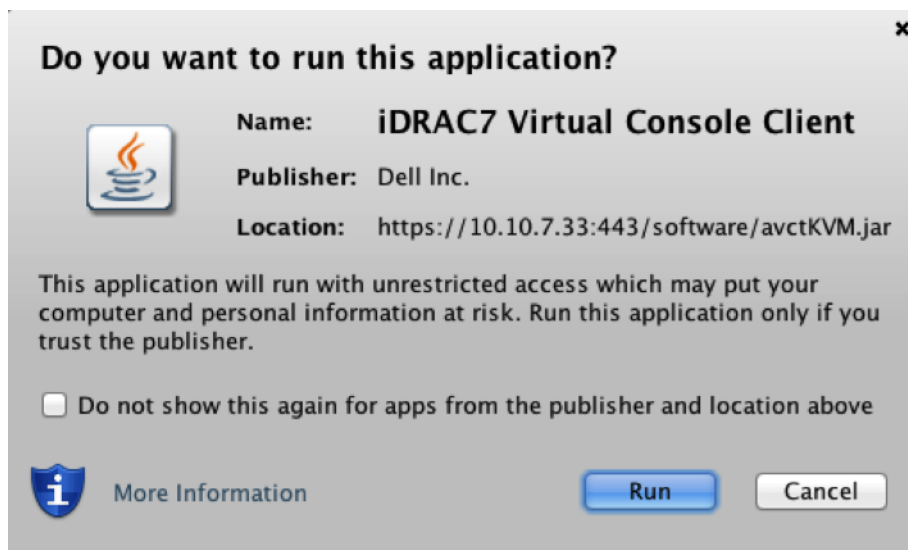 Do you want to run this application?
Name: iDRAC7 Virtual Console Client
Publisher: Dell Inc.
Location: https://10.10.7.33:443/software/avctKVM.jar
This application will run with unrestricted access which may put your
computer and personal information at risk. Run this application only if you
trust the publisher.
Do not show this again for apps from the publisher and location above
More Information Run Cancel